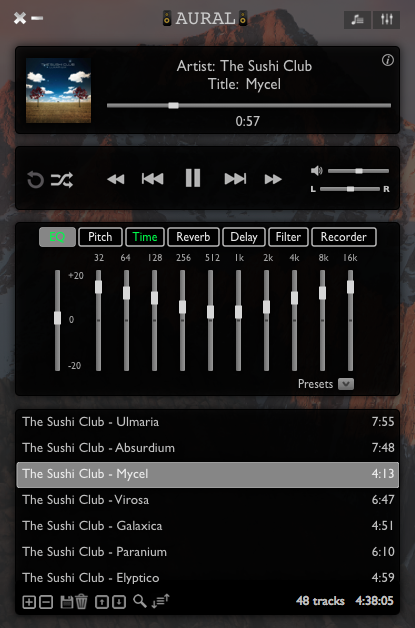 AURAL
Artist: The Sushi Club
Title: Mycel
0:57
L R
EQ Pitch Time Reverb Delay Filter Recorder
32 64 128 256 512 1k 2k 4k 8k 16k
+20
0
-20
Presets
The Sushi Club - Ulmaria 7:55
The Sushi Club - Absurdium 7:48
The Sushi Club - Mycel 4:13
The Sushi Club - Virosa 6:47
The Sushi Club - Galaxica 4:51
The Sushi Club - Paranium 6:10
The Sushi Club - Elyptico 4:59
48 tracks 4:38:05